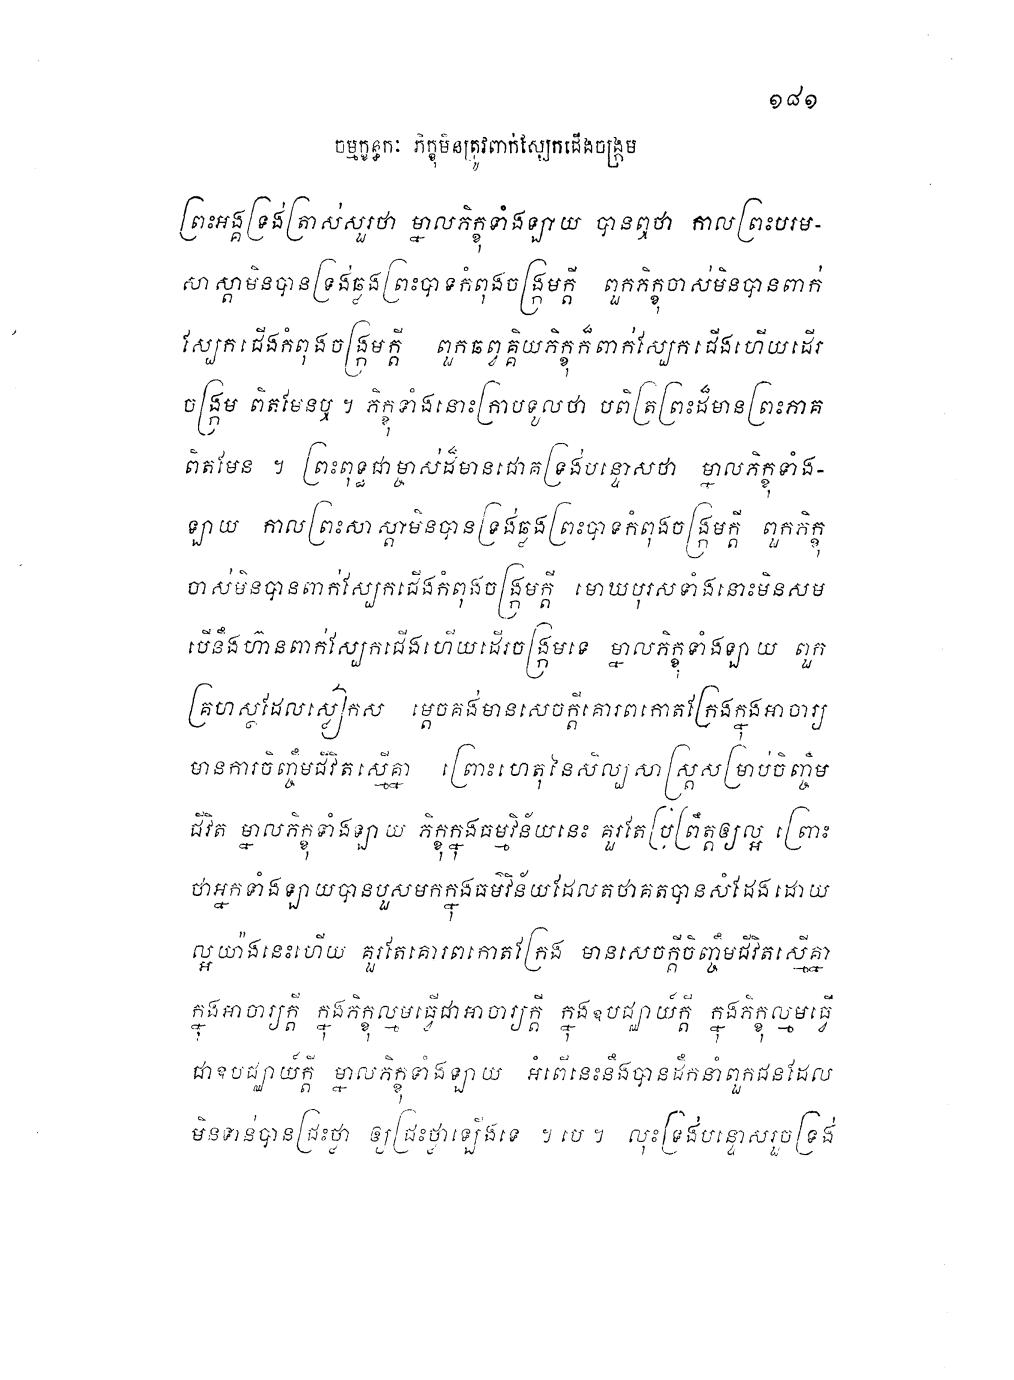 ១៨១
ចម្មក្ខន្ធកៈ ភិក្ខុមិនត្រូវពាក់ស្បែកជើងចង្ក្រម
ព្រះអង្គទ្រង់ត្រាស់សួរថា ម្នាលភិក្ខុទាំងឡាយ បានឮថា កាលព្រះបរម-
សាស្តាមិនបានទ្រង់ឆ្លងព្រះបាទកំពុងចង្ក្រមក្តី ពួកភិក្ខុចាស់មិនបានពាក់
ស្បែកជើងកំពុងចង្ក្រមក្តី ពួកឆព្វគ្គិយភិក្ខុក៏ពាក់ស្បែកជើងហើយដើរ
ចង្ក្រម ពិតមែនឬ ។ ភិក្ខុទាំងនោះក្រាបទូលថា បពិត្រព្រះដ៏មានព្រះភាគ
ពិតមែន ។ ព្រះពុទ្ធជាម្ចាស់ដ៏មានជោគទ្រង់បន្ទោសថា ម្នាលភិក្ខុទាំង-
ឡាយ កាលព្រះសាស្តាមិនបានទ្រង់ឆ្លងព្រះបាទកំពុងចង្ក្រមក្តី ពួកភិក្ខុ
ចាស់មិនបានពាក់ស្បែកជើងកំពុងចង្ក្រមក្តី មោឃបុរសទាំងនោះមិនសម
បើនឹងហ៊ានពាក់ស្បែកជើងហើយដើរចង្ក្រមទេ ម្នាលភិក្ខុទាំងឡាយ ពួក
គ្រហស្ថដែលស្លៀកស ម្តេចគង់មានសេចក្តីគោរពកោតក្រែងក្នុងអាចារ្យ
មានការចិញ្ចឹមជីវិតស្មើគ្នា ព្រោះហេតុនៃសិល្បសាស្ត្រសម្រាប់ចិញ្ចឹម
ជីវិត ម្នាលភិក្ខុទាំងឡាយ ភិក្ខុក្នុងធម្មវិន័យនេះ គួរតែប្រព្រឹត្តឲ្យល្អ ព្រោះ
ថាអ្នកទាំងឡាយបានបួសមកក្នុងធម៌វិន័យដែលតថាគតបានសំដែងដោយ
ល្អយ៉ាងនេះហើយ គួរតែគោរពកោតក្រែង មានសេចក្តីចិញ្ចឹមជីវិតស្មើគ្នា
ក្នុងអាចារ្យក្តី ក្នុងភិក្ខុល្មមធ្វើជាអាចារ្យក្តី ក្នុងឧបជ្ឈាយ៍ក្តី ក្នុងភិក្ខុល្មមធ្វើ
ជាឧបជ្ឈាយ៍ក្តី ម្នាលភិក្ខុទាំងឡាយ អំពើនេះនឹងបានដឹកនាំពួកជនដែល
មិនទាន់បានជ្រះថ្លា ឲ្យជ្រះថ្លាឡើងទេ ។ បេ ។ លុះទ្រង់បន្ទោសរួចទ្រង់